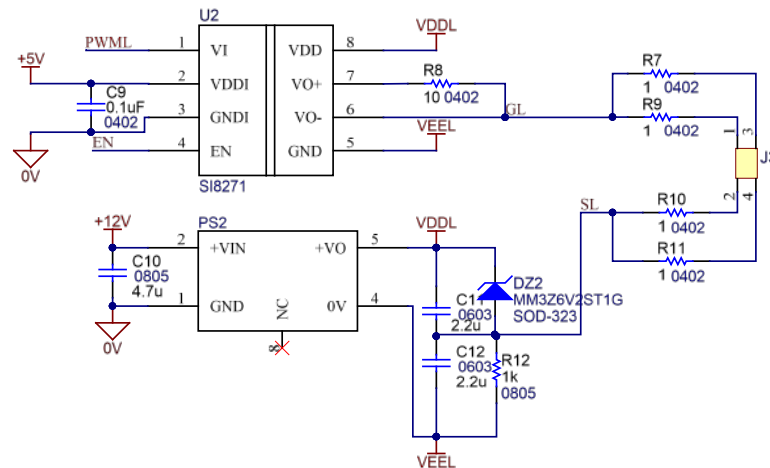 U2
VDDL
PWML
1
VI
VDD
8
+5V
2
VDDI
VO+
7
R8
10 0402
C9
0.1uF
0402
3
GNDI
VO-
6
GL
VEEL
EN
4
EN
GND
5
0V
SI8271
R7
1 0402
R9
1 0402
1
3
2
4
SL
R10
1 0402
R11
1 0402
+12V
PS2
VDDL
2
+VIN
+VO
5
C10
0805
4.7u
1
GND
NC
0V
4
8
0V
DZ2
MM3Z6V2ST1G
SOD-323
C11
0603
2.2u
C12
0603
2.2u
R12
1k
0805
VEEL